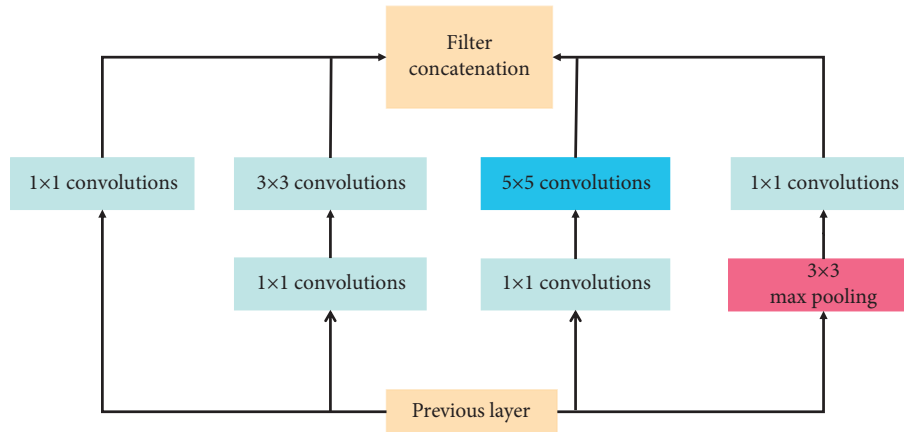 Filter
concatenation
1×1 convolutions
3×3 convolutions
5×5 convolutions
1×1 convolutions
1×1 convolutions
1×1 convolutions
3×3
max pooling
Previous layer